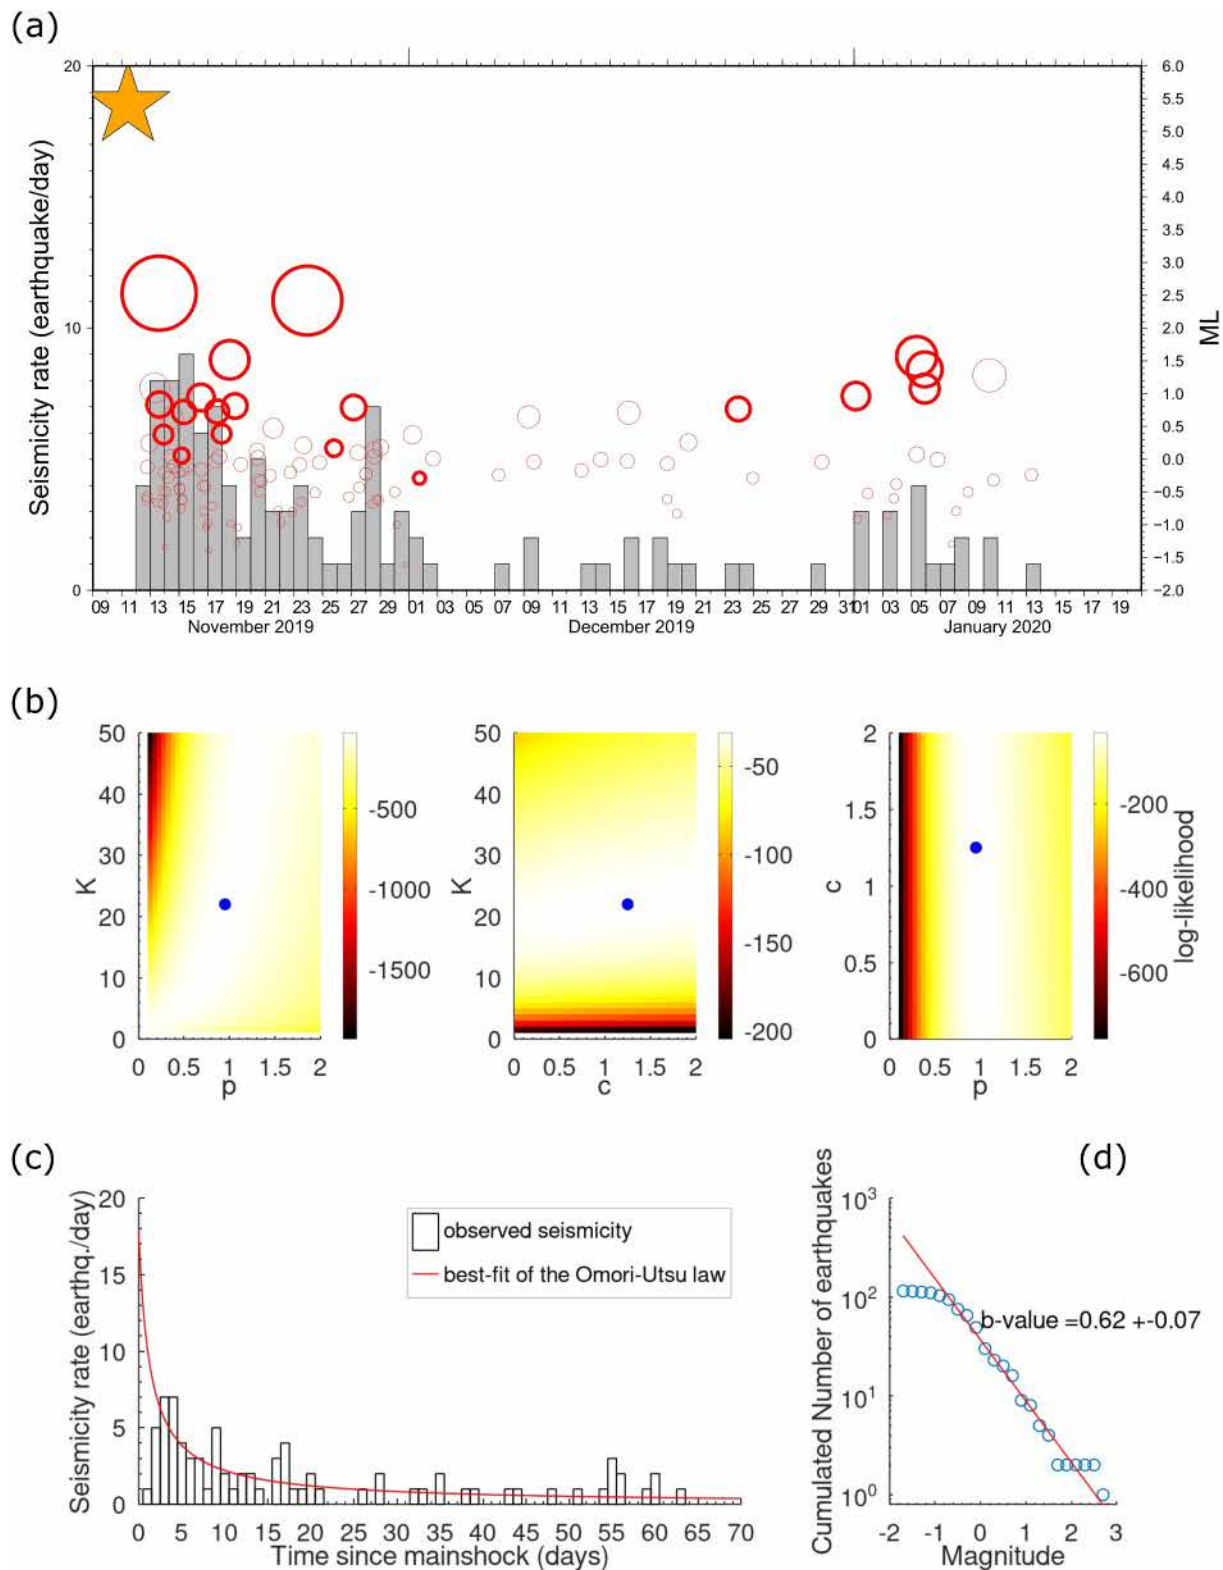 (a)
20
10
0
Seismicity rate (earthquake/day)
6.0
5.5
5.0
4.5
4.0
3.5
3.0
2.5
2.0
1.5
1.0
0.5
0.0
−0.5
−1.0
−1.5
−2.0
ML
09 11 13 15 17 19 21 23 25 27 29 01 03 05 07 09 11 13 15 17 19 21 23 25 27 29 31 01 03 05 07 09 11 13 15 17 19
November 2019 December 2019 January 2020
(b)
50
40
30
20
10
0
K
0 0.5 1 1.5 2
p
-500
-1000
-1500
50
40
30
20
10
0
K
0 0.5 1 1.5 2
c
-50
-100
-150
-200
2
1.5
1
0.5
0
c
0 0.5 1 1.5 2
p
-200
-400
-600
log-likelihood
(c)
20
15
10
5
0
Seismicity rate (earthq./day)
observed seismicity
best-fit of the Omori-Utsu law
0 5 10 15 20 25 30 35 40 45 50 55 60 65 70
Time since mainshock (days)
(d)
10³
10²
10¹
10⁰
Cumulated Number of earthquakes
b-value =0.62 +-0.07
-2 -1 0 1 2 3
Magnitude